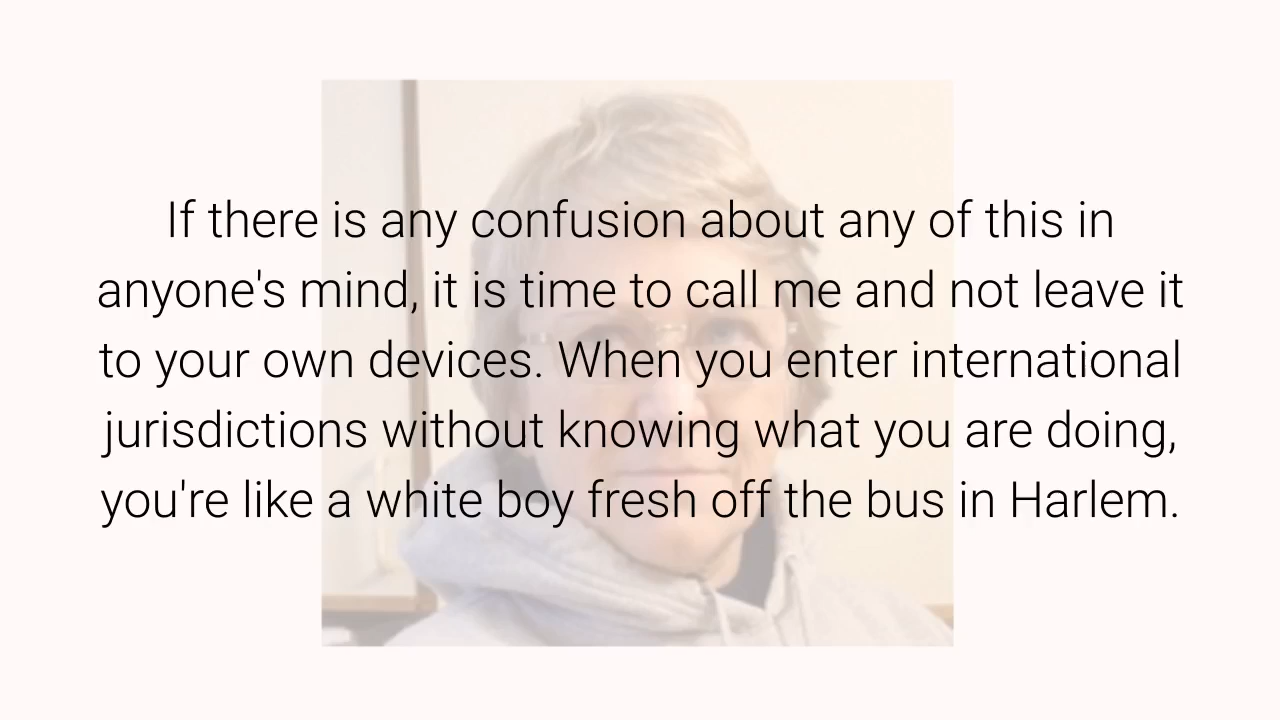 If there is any confusion about any of this in
anyone's mind, it is time to call me and not leave it
to your own devices. When you enter international
jurisdictions without knowing what you are doing,
you're like a white boy fresh off the bus in Harlem.